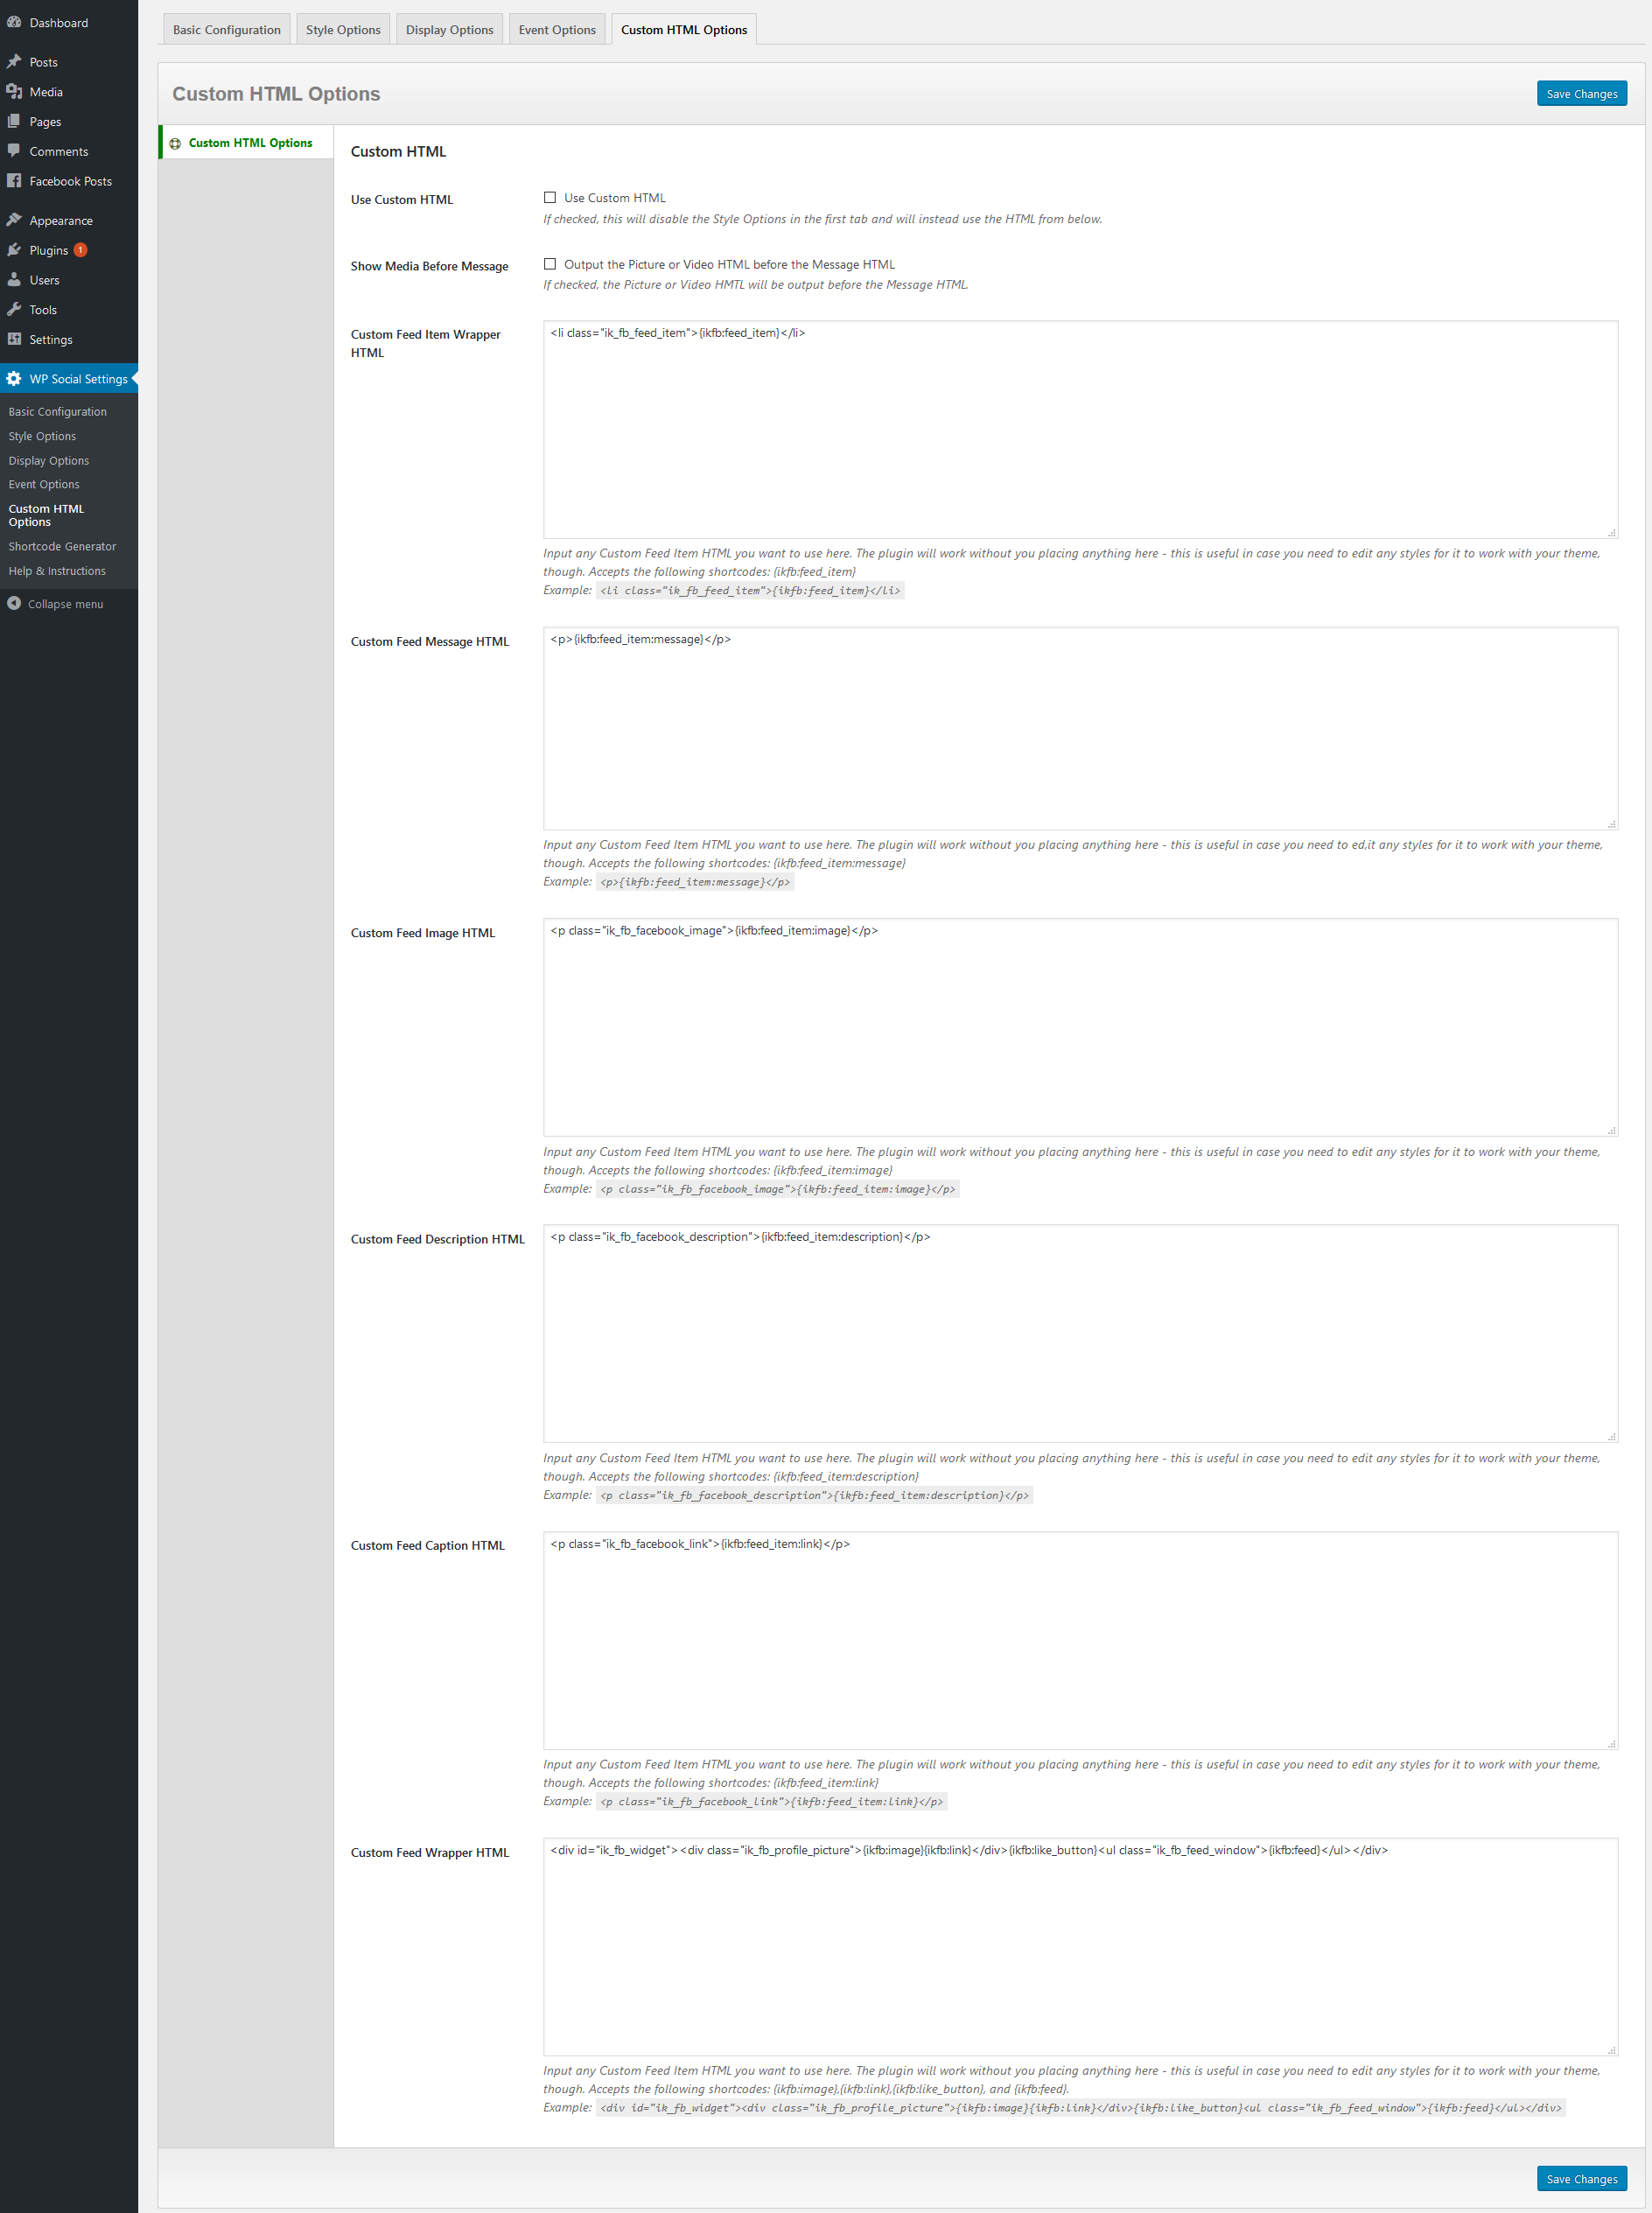 Dashboard
Posts
Media
Pages
Comments
Facebook Posts
Appearance
Plugins 1
Users
Tools
Settings
WP Social Settings
Basic Configuration
Style Options
Display Options
Event Options
Custom HTML
Options
Shortcode Generator
Help & Instructions
Collapse menu
Basic Configuration Style Options Display Options Event Options Custom HTML Options
Custom HTML Options Save Changes
Custom HTML Options
Custom HTML
Use Custom HTML Use Custom HTML
If checked, this will disable the Style Options in the first tab and will instead use the HTML from below.
Show Media Before Message Output the Picture or Video HTML before the Message HTML
If checked, the Picture or Video HMTL will be output before the Message HTML.
Custom Feed Item Wrapper
HTML
<li class="ik_fb_feed_item">{ikfb:feed_item}</li>
Input any Custom Feed Item HTML you want to use here. The plugin will work without you placing anything here - this is useful in case you need to edit any styles for it to work with your theme,
though. Accepts the following shortcodes: {ikfb:feed_item}
Example: <li class="ik_fb_feed_item">{ikfb:feed_item}</li>
Custom Feed Message HTML
<p>{ikfb:feed_item:message}</p>
Input any Custom Feed Item HTML you want to use here. The plugin will work without you placing anything here - this is useful in case you need to ed,it any styles for it to work with your theme,
though. Accepts the following shortcodes: {ikfb:feed_item:message}
Example: <p>{ikfb:feed_item:message}</p>
Custom Feed Image HTML
<p class="ik_fb_facebook_image">{ikfb:feed_item:image}</p>
Input any Custom Feed Item HTML you want to use here. The plugin will work without you placing anything here - this is useful in case you need to edit any styles for it to work with your theme,
though. Accepts the following shortcodes: {ikfb:feed_item:image}
Example: <p class="ik_fb_facebook_image">{ikfb:feed_item:image}</p>
Custom Feed Description HTML
<p class="ik_fb_facebook_description">{ikfb:feed_item:description}</p>
Input any Custom Feed Item HTML you want to use here. The plugin will work without you placing anything here - this is useful in case you need to edit any styles for it to work with your theme,
though. Accepts the following shortcodes: {ikfb:feed_item:description}
Example: <p class="ik_fb_facebook_description">{ikfb:feed_item:description}</p>
Custom Feed Caption HTML
<p class="ik_fb_facebook_link">{ikfb:feed_item:link}</p>
Input any Custom Feed Item HTML you want to use here. The plugin will work without you placing anything here - this is useful in case you need to edit any styles for it to work with your theme,
though. Accepts the following shortcodes: {ikfb:feed_item:link}
Example: <p class="ik_fb_facebook_link">{ikfb:feed_item:link}</p>
Custom Feed Wrapper HTML
<div id="ik_fb_widget"><div class="ik_fb_profile_picture">{ikfb:image}{ikfb:link}</div>{ikfb:like_button}<ul class="ik_fb_feed_window">{ikfb:feed}</ul></div>
Input any Custom Feed Item HTML you want to use here. The plugin will work without you placing anything here - this is useful in case you need to edit any styles for it to work with your theme,
though. Accepts the following shortcodes: {ikfb:image},{ikfb:link},{ikfb:like_button}, and {ikfb:feed}.
Example: <div id="ik_fb_widget"><div class="ik_fb_profile_picture">{ikfb:image}{ikfb:link}</div>{ikfb:like_button}<ul class="ik_fb_feed_window">{ikfb:feed}</ul></div>
Save Changes